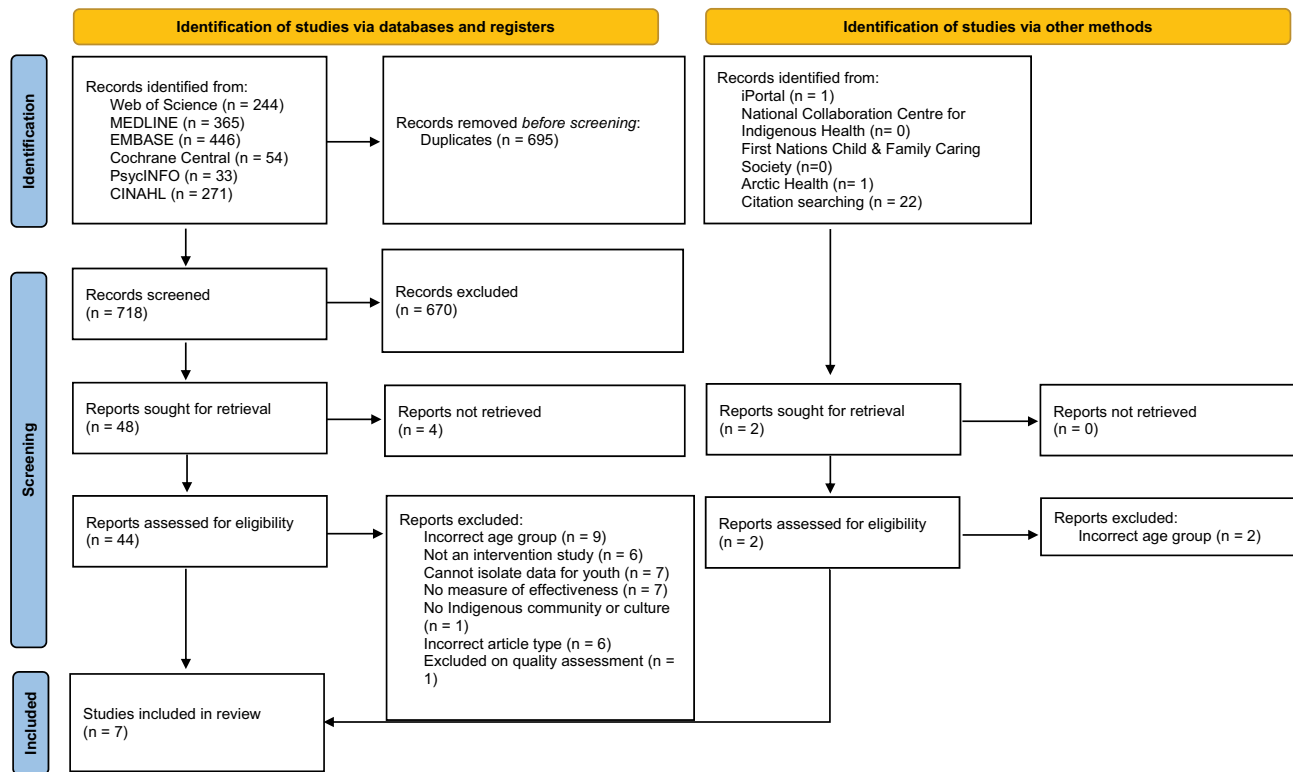 Identification of studies via databases and registers
Identification of studies via other methods
Identification
Records identified from:
Web of Science (n = 244)
MEDLINE (n = 365)
EMBASE (n = 446)
Cochrane Central (n = 54)
PsycINFO (n = 33)
CINAHL (n = 271)
Records removed before screening:
Duplicates (n = 695)
Records identified from:
iPortal (n = 1)
National Collaboration Centre for
Indigenous Health (n= 0)
First Nations Child & Family Caring
Society (n=0)
Arctic Health (n= 1)
Citation searching (n = 22)
Screening
Records screened
(n = 718)
Records excluded
(n = 670)
Reports sought for retrieval
(n = 48)
Reports not retrieved
(n = 4)
Reports sought for retrieval
(n = 2)
Reports not retrieved
(n = 0)
Reports assessed for eligibility
(n = 44)
Reports excluded:
Incorrect age group (n = 9)
Not an intervention study (n = 6)
Cannot isolate data for youth (n = 7)
No measure of effectiveness (n = 7)
No Indigenous community or culture
(n = 1)
Incorrect article type (n = 6)
Excluded on quality assessment (n =
1)
Reports assessed for eligibility
(n = 2)
Reports excluded:
Incorrect age group (n = 2)
Included
Studies included in review
(n = 7)